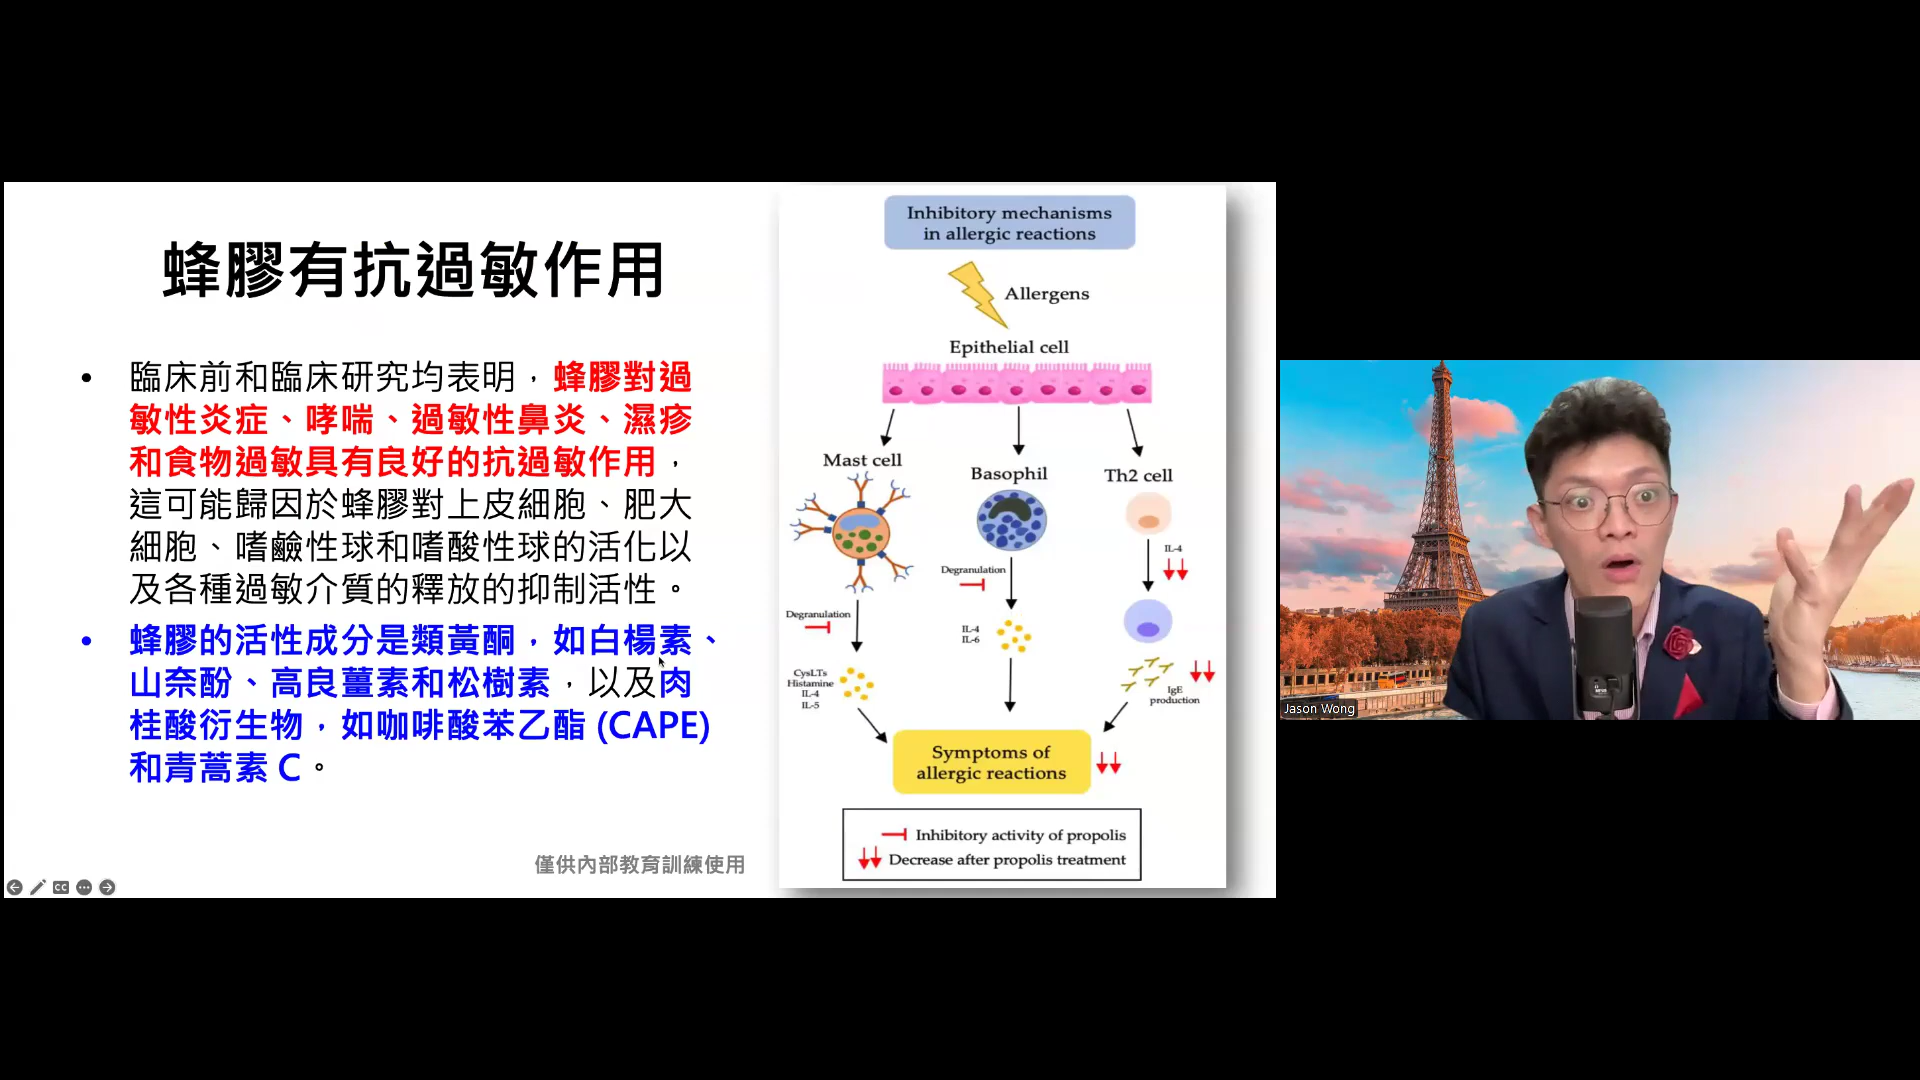 蜂膠有抗過敏作用
• 臨床前和臨床研究均表明，蜂膠對過
敏性炎症、哮喘、過敏性鼻炎、濕疹
和食物過敏具有良好的抗過敏作用，
這可能歸因於蜂膠對上皮細胞、肥大
細胞、嗜鹼性球和嗜酸性球的活化以
及各種過敏介質的釋放的抑制活性。
• 蜂膠的活性成分是類黃酮，如白楊素、
山奈酚、高良薑素和松樹素，以及肉
桂酸衍生物，如咖啡酸苯乙酯 (CAPE)
和青蒿素 C。
僅供內部教育訓練使用
Inhibitory mechanisms
in allergic reactions
Allergens
Epithelial cell
Mast cell
Basophil
Th2 cell
IL-4
Degranulation
Degranulation
IL-4
IL-6
CysLTs
Histamine
IL-4
IL-5
IgE
production
Symptoms of
allergic reactions
Inhibitory activity of propolis
Decrease after propolis treatment
CC
Jason Wong